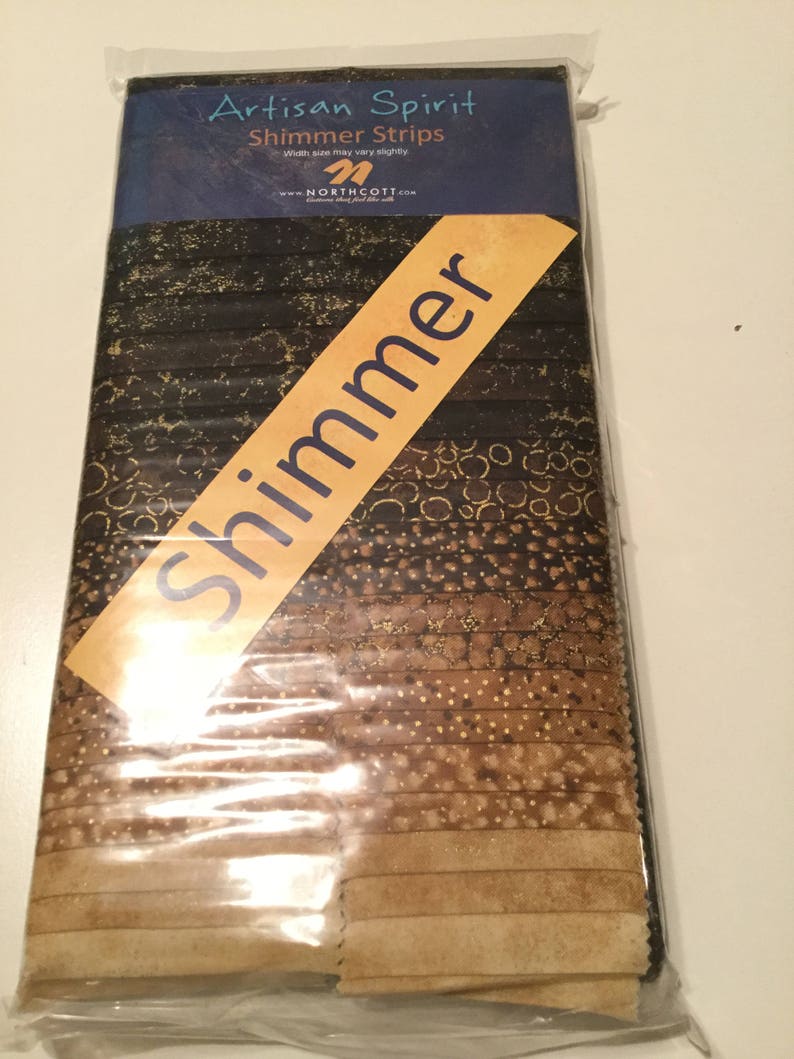 Artisan Spirit
Shimmer Strips
Width size may vary slightly.
www.NORTHCOTT.com
Cottons that feel like silk
Shimmer